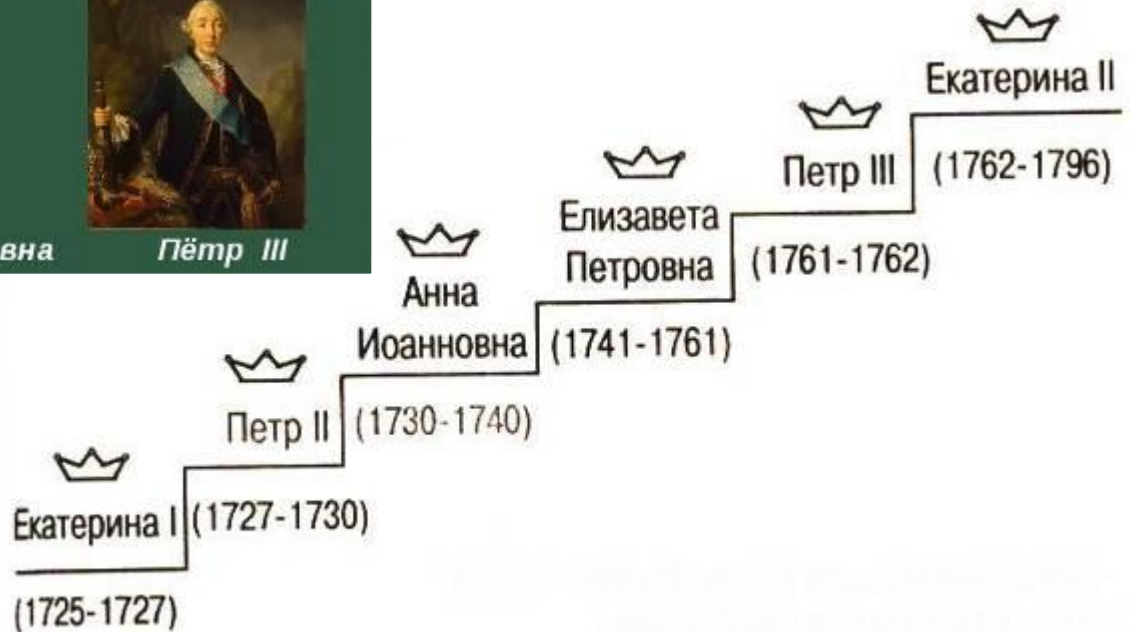 вна
Пётр III
Екатерина II
(1762-1796)
Петр III
(1761-1762)
Елизавета
Петровна
(1741-1761)
Анна
Иоанновна
(1730-1740)
Петр II
(1727-1730)
Екатерина I
(1725-1727)